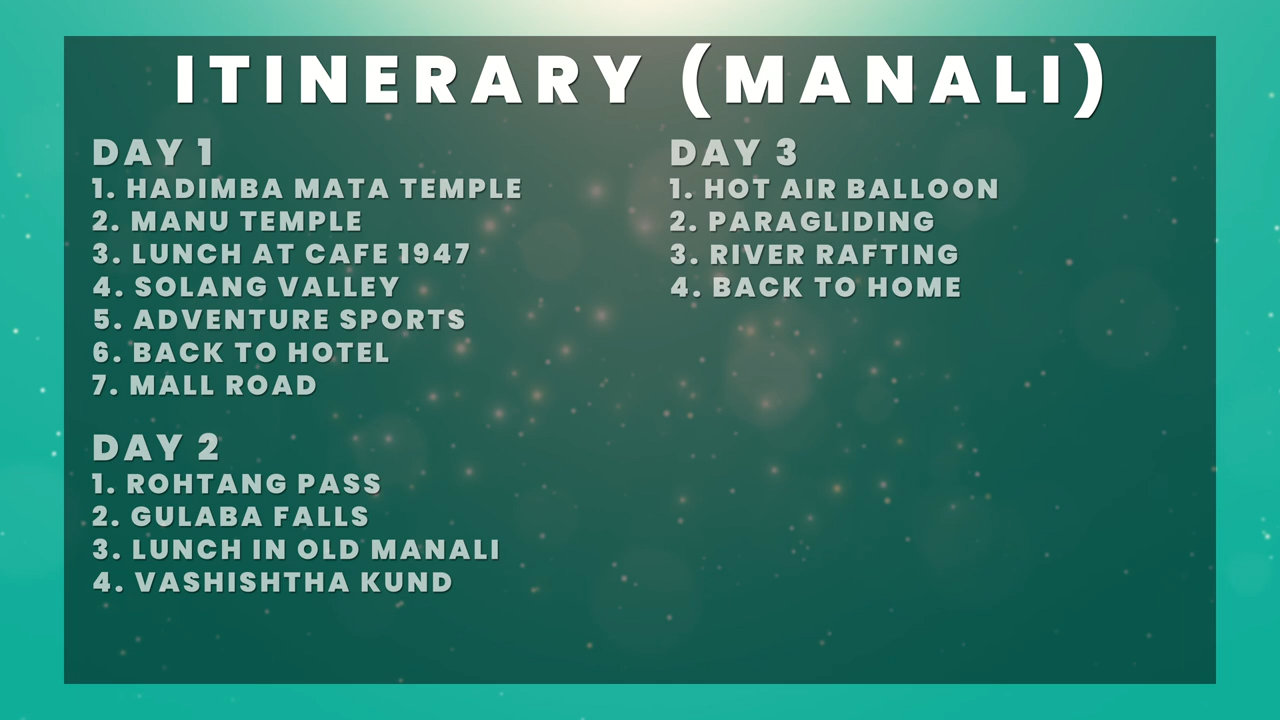 ITINERARY (MANALI)
DAY 1
1. HADIMBA MATA TEMPLE
2. MANU TEMPLE
3. LUNCH AT CAFE 1947
4. SOLANG VALLEY
5. ADVENTURE SPORTS
6. BACK TO HOTEL
7. MALL ROAD
DAY 2
1. ROHTANG PASS
2. GULABA FALLS
3. LUNCH IN OLD MANALI
4. VASHISHTHA KUND
DAY 3
1. HOT AIR BALLOON
2. PARAGLIDING
3. RIVER RAFTING
4. BACK TO HOME